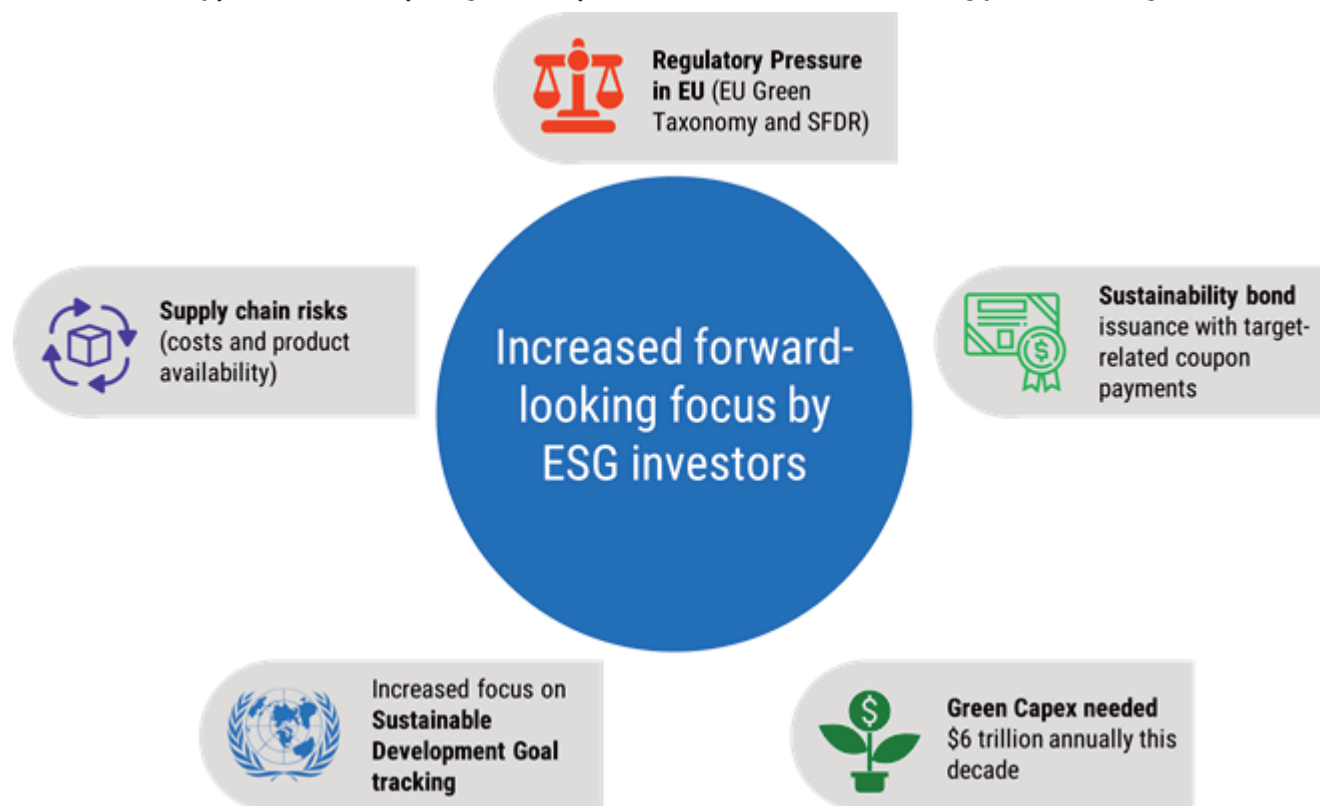 Regulatory Pressure
in EU (EU Green
Taxonomy and SFDR)
Supply chain risks
(costs and product
availability)
Increased forward-
looking focus by
ESG investors
Sustainability bond
issuance with target-
related coupon
payments
Increased focus on
Sustainable
Development Goal
tracking
Green Capex needed
$6 trillion annually this
decade